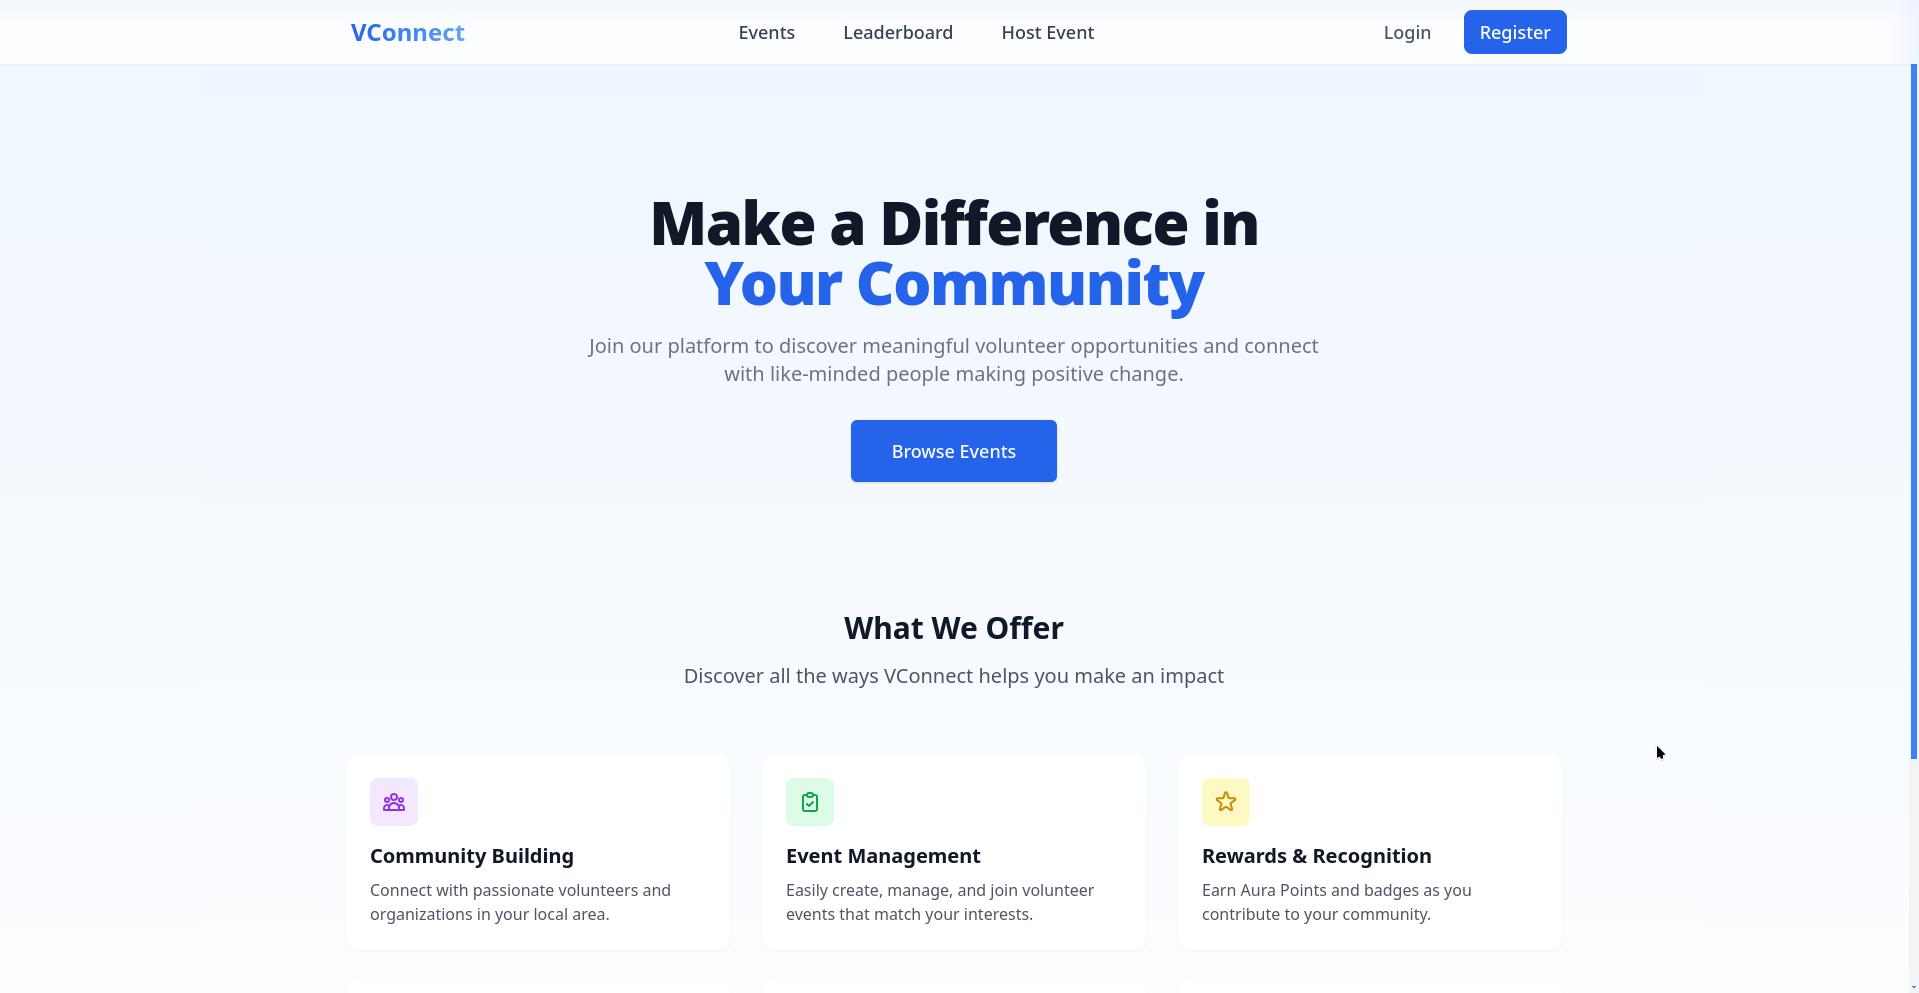 VConnect
Events
Leaderboard
Host Event
Login
Register
Make a Difference in
Your Community
Join our platform to discover meaningful volunteer opportunities and connect
with like-minded people making positive change.
Browse Events
What We Offer
Discover all the ways VConnect helps you make an impact
Community Building
Connect with passionate volunteers and
organizations in your local area.
Event Management
Easily create, manage, and join volunteer
events that match your interests.
Rewards & Recognition
Earn Aura Points and badges as you
contribute to your community.